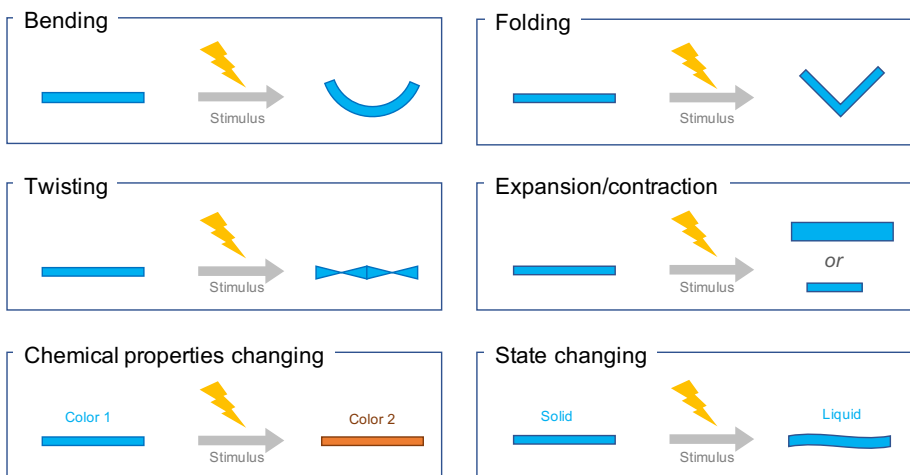 Bending
Stimulus
Folding
Stimulus
Twisting
Stimulus
Expansion/contraction
or
Stimulus
Chemical properties changing
Color 1
Color 2
Stimulus
State changing
Solid
Liquid
Stimulus